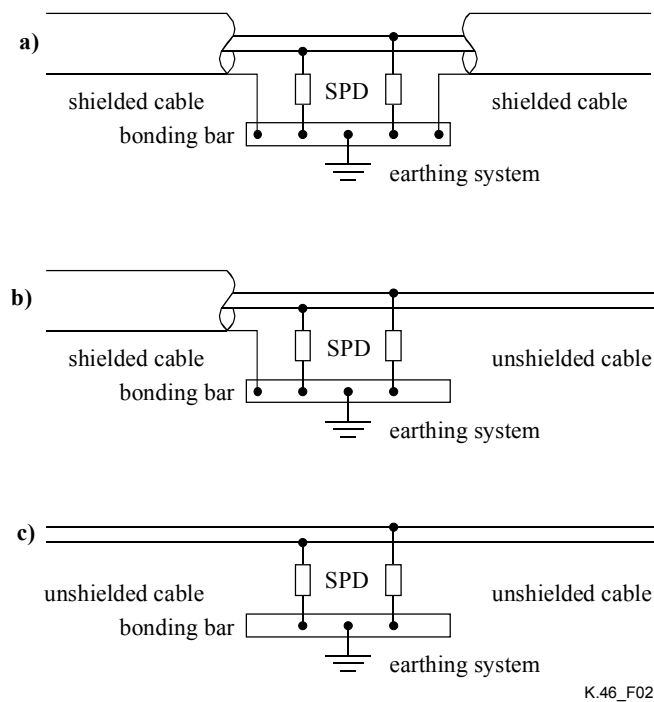 a)
shielded cable SPD shielded cable
bonding bar
earthing system
b)
shielded cable SPD unshielded cable
bonding bar
earthing system
c)
unshielded cable SPD unshielded cable
bonding bar
earthing system
K.46_F02